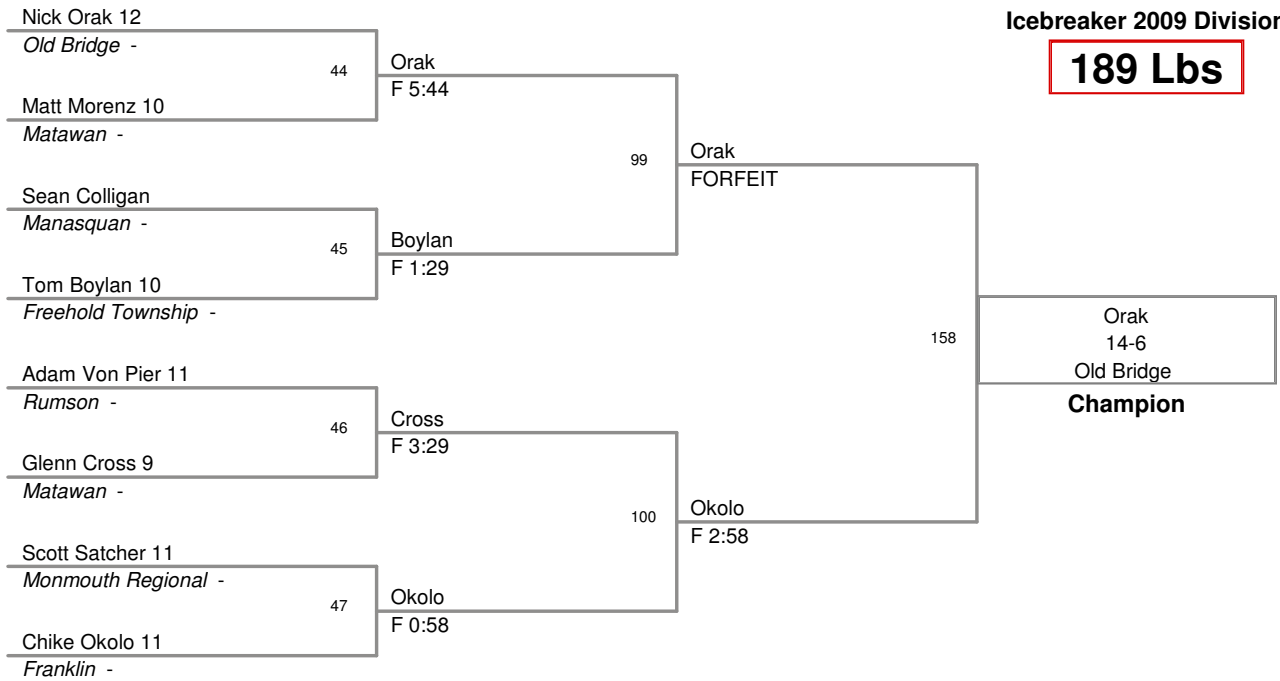 Nick Orak 12
Old Bridge -
44
Orak
F 5:44
Matt Morenz 10
Matawan -
99
Orak
FORFEIT
Sean Colligan
Manasquan -
45
Boylan
F 1:29
Tom Boylan 10
Freehold Township -
158
Orak
14-6
Old Bridge
Champion
Adam Von Pier 11
Rumson -
46
Cross
F 3:29
Glenn Cross 9
Matawan -
100
Okolo
F 2:58
Scott Satcher 11
Monmouth Regional -
47
Okolo
F 0:58
Chike Okolo 11
Franklin -
Icebreaker 2009 Division
189 Lbs